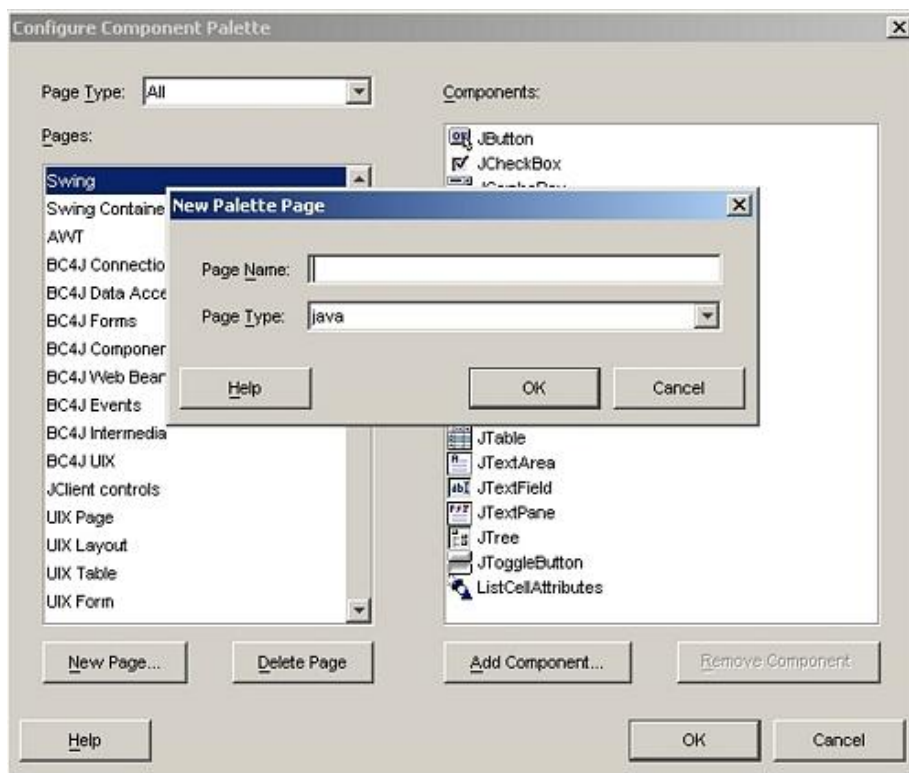 Configure Component Palette
Page Type: All
Components:
Pages:
Swing
Swing Containe
AWT
BC4J Connectio
BC4J Data Acce
BC4J Forms
BC4J Componer
BC4J Web Bear
BC4J Events
BC4J Intermedia
BC4J UIX
JClient controls
UIX Page
UIX Layout
UIX Table
UIX Form
JButton
JCheckBox
JTable
JTextArea
JTextField
JTextPane
JTree
JToggleButton
ListCellAttributes
New Palette Page
Page Name:
Page Type: java
Help OK Cancel
New Page... Delete Page Add Component... Remove Component
Help OK Cancel